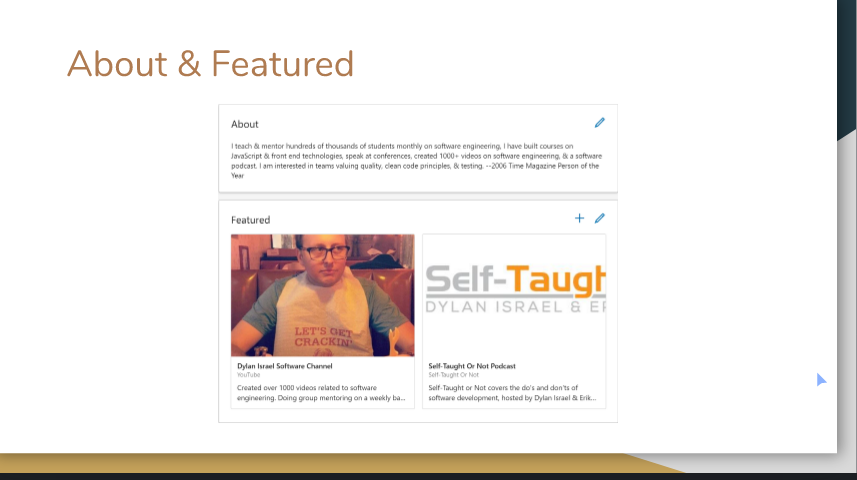 About & Featured
About
I teach & mentor hundreds of thousands of students monthly on software engineering, I have built courses on
JavaScript & front end technologies, speak at conferences, created 1000+ videos on software engineering, & a software
podcast. I am interested in teams valuing quality, clean code principles, & testing. --2006 Time Magazine Person of the
Year
Featured
LET'S GET
CRACKIN'
Dylan Israel Software Channel
YouTube
Created over 1000 videos related to software
engineering. Doing group mentoring on a weekly ba...
Self-Taugh
DYLAN ISRAEL & E
Self-Taught Or Not Podcast
Self-Taught Or Not
Self-Taught or Not covers the do's and don'ts of
software development, hosted by Dylan Israel & Erik...